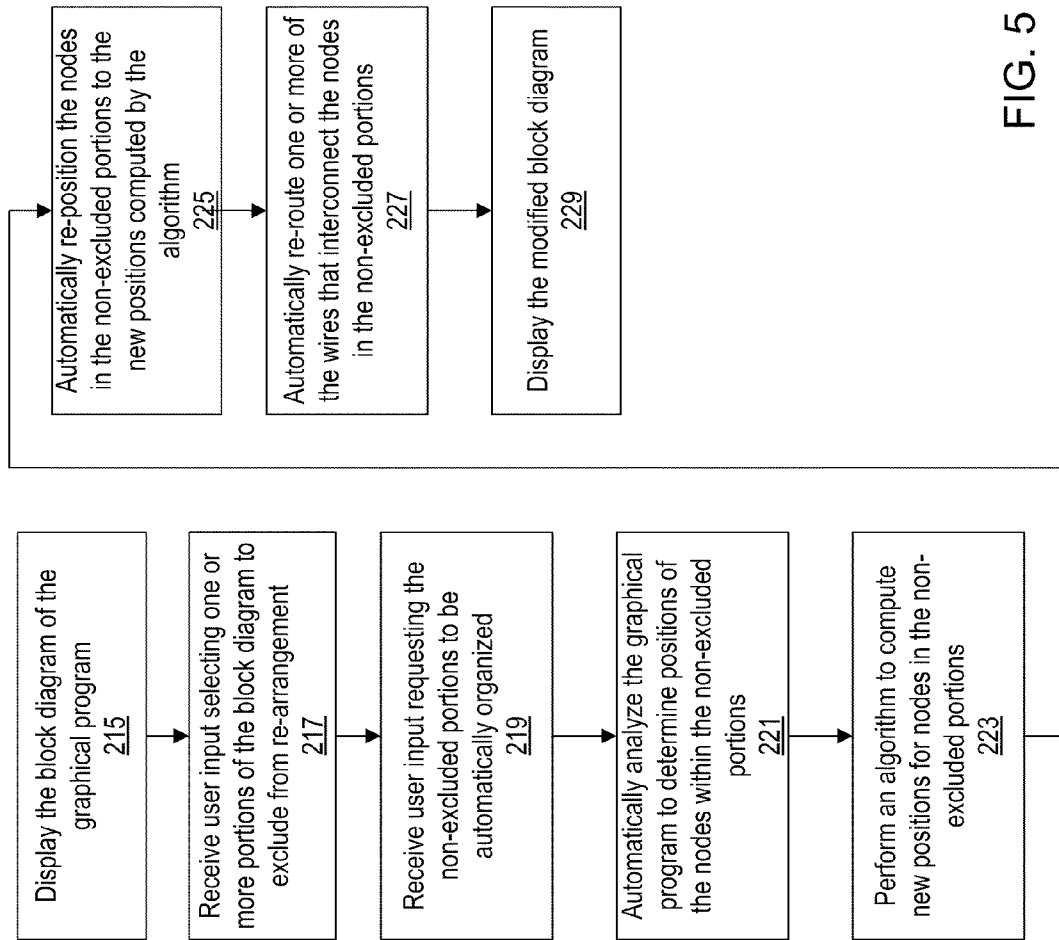 Display the block diagram of the
graphical program
215
Receive user input selecting one or
more portions of the block diagram to
exclude from re-arrangement
217
Receive user input requesting the
non-excluded portions to be
automatically organized
219
Automatically analyze the graphical
program to determine positions of
the nodes within the non-excluded
portions
221
Perform an algorithm to compute
new positions for nodes in the non-
excluded portions
223
Automatically re-position the nodes
in the non-excluded portions to the
new positions computed by the
algorithm
225
Automatically re-route one or more of
the wires that interconnect the nodes
in the non-excluded portions
227
Display the modified block diagram
229
FIG. 5